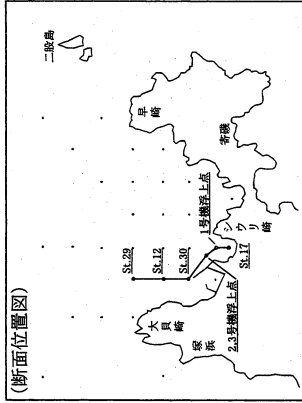 (断面位置図)
二股島
早崎
寄磯
1号機浮上点
シウリ崎
St.29
St.12
St.30
St.17
大貝崎
塚浜
2.3号機浮上点